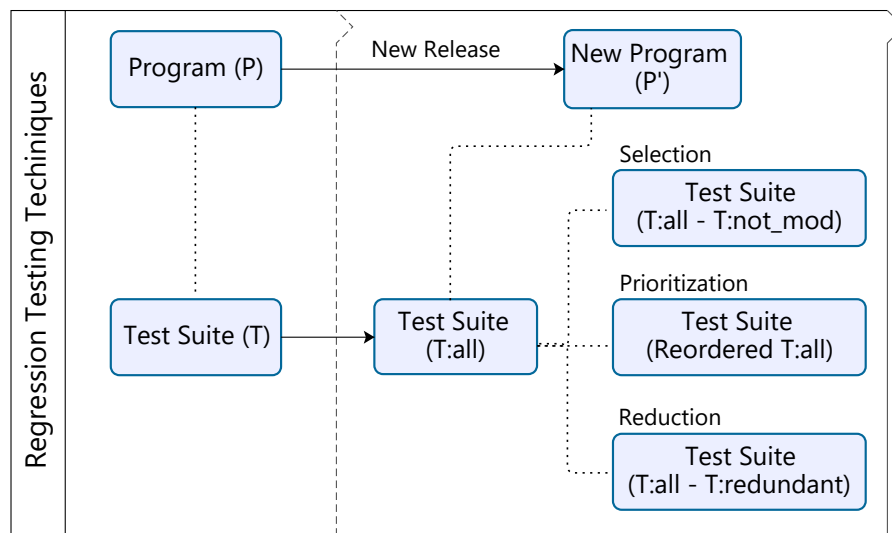 Regression Testing Techiniques
Program (P)
New Release
New Program
(P')
Selection
Test Suite
(T:all - T:not_mod)
Prioritization
Test Suite (T)
Test Suite
(T:all)
Test Suite
(Reordered T:all)
Reduction
Test Suite
(T:all - T:redundant)